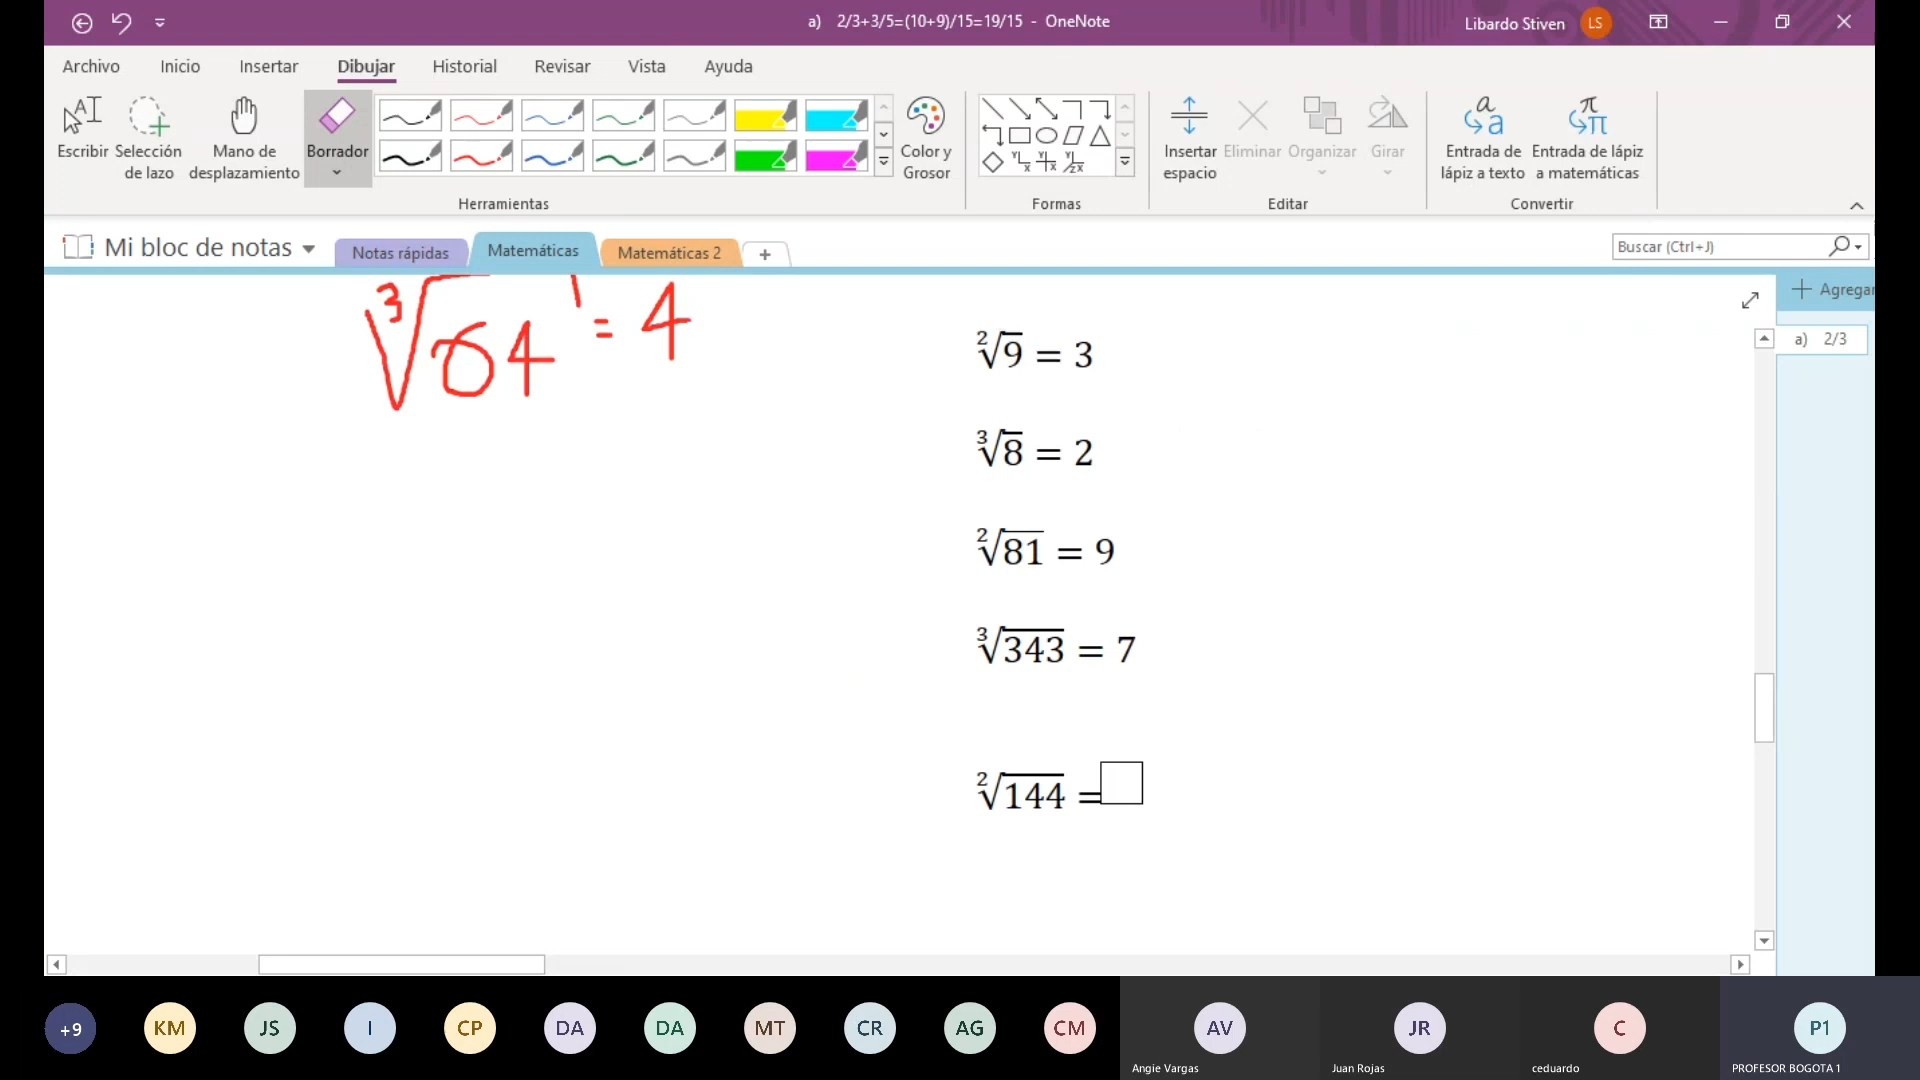 a) 2/3+3/5=(10+9)/15=19/15 - OneNote
Libardo Stiven
LS
Archivo Inicio Insertar Dibujar Historial Revisar Vista Ayuda
Escribir
Selección de lazo
Mano de desplazamiento
Borrador
Color y Grosor
Insertar espacio
Eliminar
Organizar
Girar
Entrada de lápiz a texto
Entrada de lápiz a matemáticas
Herramientas
Formas
Editar
Convertir
Mi bloc de notas
Notas rápidas
Matemáticas
Matemáticas 2
+
Buscar (Ctrl+J)
Agregar
a) 2/3
∛64 = 4
²√9 = 3
³√8 = 2
²√81 = 9
³√343 = 7
²√144 =
+9 KM JS I CP DA DA MT CR AG CM AV JR C P1
Angie Vargas
Juan Rojas
ceduardo
PROFESOR BOGOTA 1